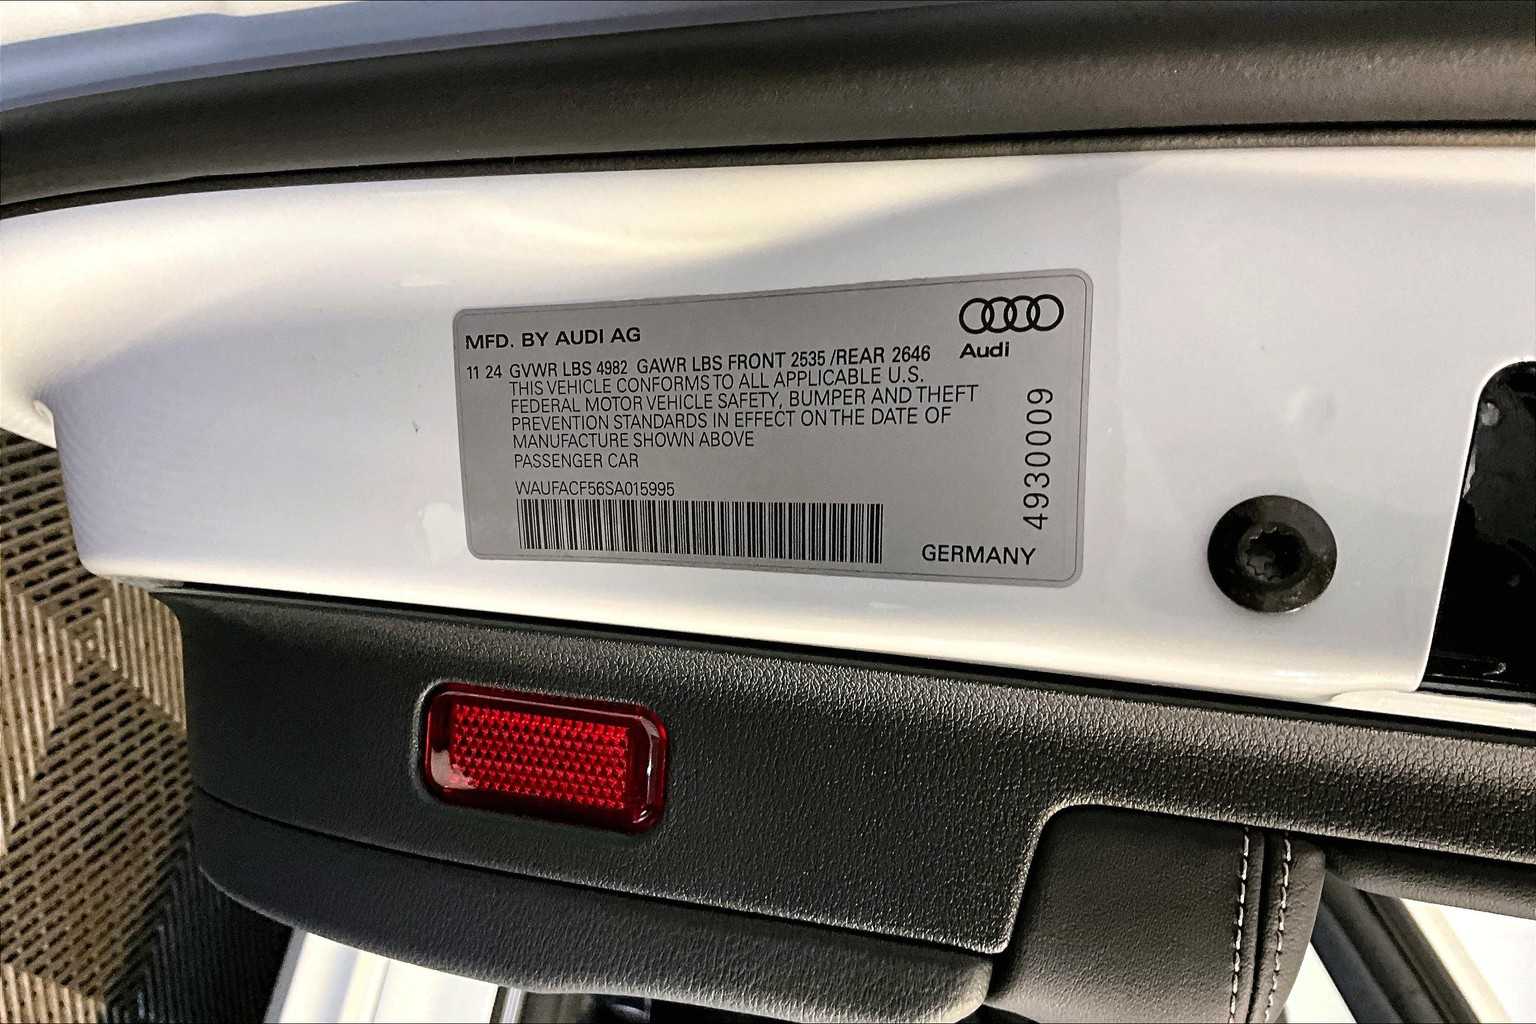 MFD. BY AUDI AG
Audi
11 24 GVWR LBS 4982 GAWR LBS FRONT 2535 /REAR 2646
THIS VEHICLE CONFORMS TO ALL APPLICABLE U.S.
FEDERAL MOTOR VEHICLE SAFETY, BUMPER AND THEFT
PREVENTION STANDARDS IN EFFECT ON THE DATE OF
MANUFACTURE SHOWN ABOVE
PASSENGER CAR
WAUFACF56SA015995
GERMANY
4930009